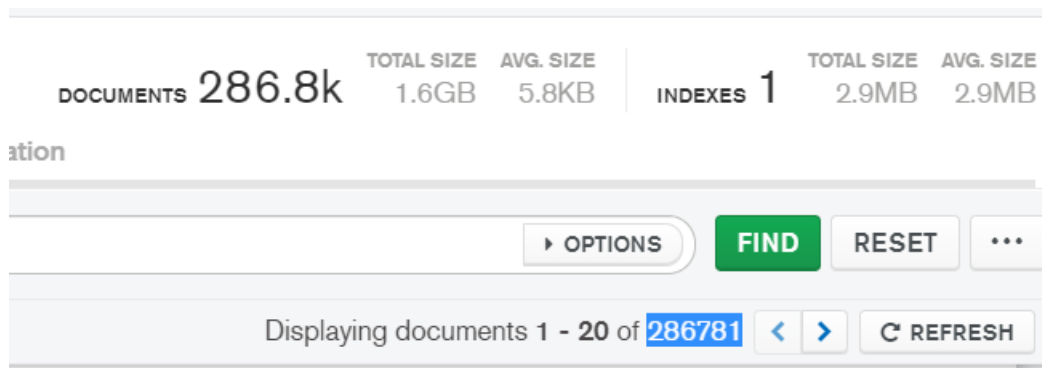 TOTAL SIZE AVG. SIZE TOTAL SIZE AVG. SIZE
DOCUMENTS 286.8k 1.6GB 5.8KB INDEXES 1 2.9MB 2.9MB
ation
OPTIONS FIND RESET ...
Displaying documents 1 - 20 of 286781 < > REFRESH